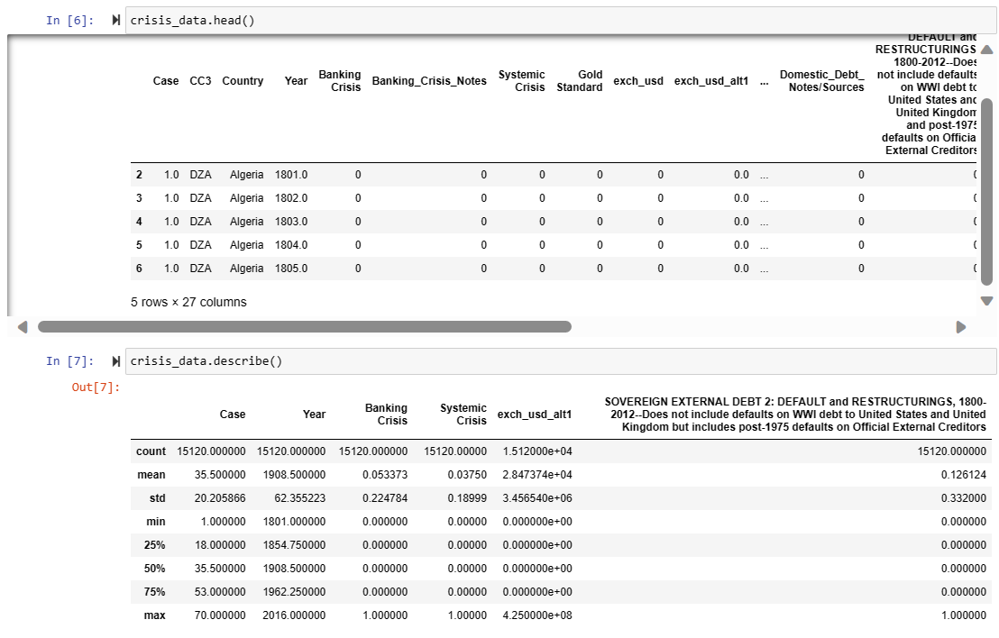 In [6]: crisis_data.head()
DEFAULT and
RESTRUCTURINGS
Banking Systemic Gold Domestic_Debt_ 1800-2012--Does
Case CC3 Country Year Crisis Banking_Crisis_Notes Crisis Standard exch_usd exch_usd_alt1 ... Notes/Sources not include defaults
on WWI debt to
United States and
United Kingdom
and post-1975
defaults on Official
External Creditors
2 1.0 DZA Algeria 1801.0 0 0 0 0 0 0.0 ... 0 0
3 1.0 DZA Algeria 1802.0 0 0 0 0 0 0.0 ... 0 0
4 1.0 DZA Algeria 1803.0 0 0 0 0 0 0.0 ... 0 0
5 1.0 DZA Algeria 1804.0 0 0 0 0 0 0.0 ... 0 0
6 1.0 DZA Algeria 1805.0 0 0 0 0 0 0.0 ... 0 0
5 rows × 27 columns
In [7]: crisis_data.describe()
Out[7]:
SOVEREIGN EXTERNAL DEBT 2: DEFAULT and RESTRUCTURINGS, 1800-
Case Year Banking Crisis Systemic Crisis exch_usd_alt1 2012--Does not include defaults on WWI debt to United States and United
Kingdom but includes post-1975 defaults on Official External Creditors
count 15120.000000 15120.000000 15120.000000 15120.00000 1.512000e+04 15120.000000
mean 35.500000 1908.500000 0.053373 0.03750 2.847374e+04 0.126124
std 20.205866 62.355223 0.224784 0.18999 3.456540e+06 0.332000
min 1.000000 1801.000000 0.000000 0.00000 0.000000e+00 0.000000
25% 18.000000 1854.750000 0.000000 0.00000 0.000000e+00 0.000000
50% 35.500000 1908.500000 0.000000 0.00000 0.000000e+00 0.000000
75% 53.000000 1962.250000 0.000000 0.00000 0.000000e+00 0.000000
max 70.000000 2016.000000 1.000000 1.00000 4.250000e+08 1.000000